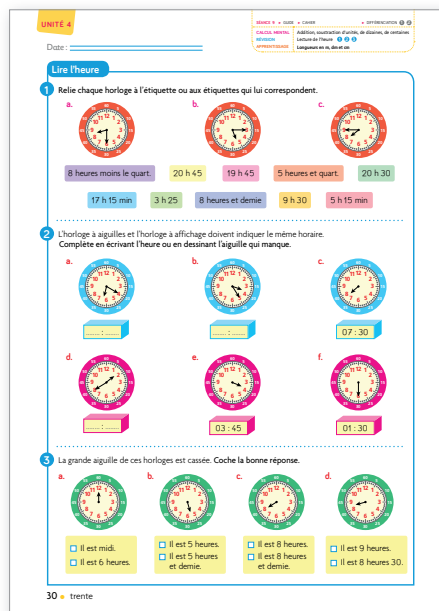 UNITÉ 4
SÉANCE 9 GUIDE CAHIER DIFFÉRENCIATION 1 2
CALCUL MENTAL Addition, soustraction d'unités, de dizaines, de centaines
RÉVISION Lecture de l'heure 1 2 3
APPRENTISSAGE Longueurs en m, dm et cm
Date :
Lire l'heure
1 Relie chaque horloge à l'étiquette ou aux étiquettes qui lui correspondent.
a. b. c.
8 heures moins le quart. 20 h 45 19 h 45 5 heures et quart. 20 h 30
17 h 15 min 3 h 25 8 heures et demie 9 h 30 5 h 15 min
2 L'horloge à aiguilles et l'horloge à affichage doivent indiquer le même horaire.
Complète en écrivant l'heure ou en dessinant l'aiguille qui manque.
a. b. c.
........ : ........ ........ : ........ 07 : 30
d. e. f.
........ : ........ 03 : 45 01 : 30
3 La grande aiguille de ces horloges est cassée. Coche la bonne réponse.
a. b. c. d.
Il est midi. Il est 5 heures. Il est 8 heures. Il est 9 heures.
Il est 6 heures. Il est 5 heures et demie. Il est 8 heures et demie. Il est 8 heures 30.
30 trente